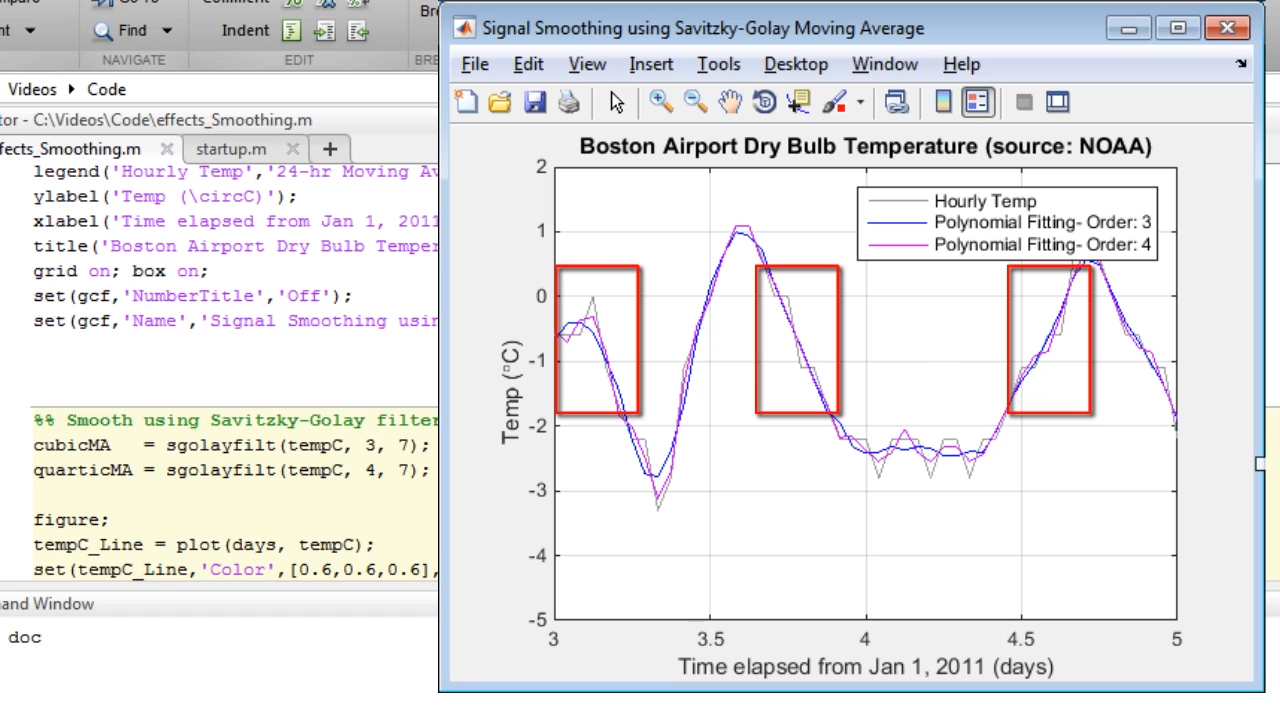 Comment
Find
Indent
NAVIGATE
EDIT
Videos
Code
tor - C:\Videos\Code\effects_Smoothing.m
fects_Smoothing.m
startup.m
legend('Hourly Temp','24-hr Moving Av
ylabel('Temp (\circC)');
xlabel('Time elapsed from Jan 1, 2011
title('Boston Airport Dry Bulb Temper
grid on; box on;
set(gcf,'NumberTitle','Off');
set(gcf,'Name','Signal Smoothing usin
%% Smooth using Savitzky-Golay filter
cubicMA   = sgolayfilt(tempC, 3, 7);
quarticMA = sgolayfilt(tempC, 4, 7);
figure;
tempC_Line = plot(days, tempC);
set(tempC_Line,'Color',[0.6,0.6,0.6],
and Window
doc
Signal Smoothing using Savitzky-Golay Moving Average
File Edit View Insert Tools Desktop Window Help
Boston Airport Dry Bulb Temperature (source: NOAA)
Hourly Temp
Polynomial Fitting- Order: 3
Polynomial Fitting- Order: 4
2
1
0
-1
-2
-3
-4
-5
Temp (°C)
3 3.5 4 4.5 5
Time elapsed from Jan 1, 2011 (days)